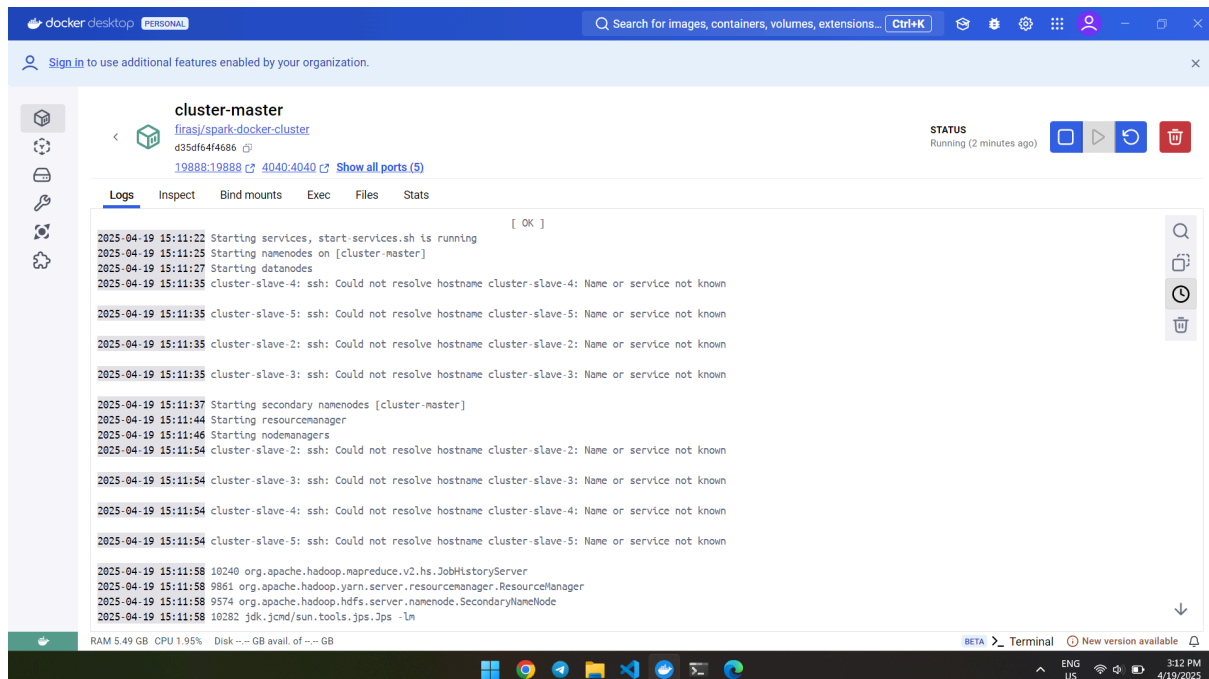 docker desktop PERSONAL
Search for images, containers, volumes, extensions... Ctrl+K
Sign in to use additional features enabled by your organization.
cluster-master
firasj/spark-docker-cluster
d35df64f4686
19888:19888 4040:4040 Show all ports (5)
STATUS
Running (2 minutes ago)
Logs Inspect Bind mounts Exec Files Stats
[ OK ]
2025-04-19 15:11:22 Starting services, start-services.sh is running
2025-04-19 15:11:25 Starting namenodes on [cluster-master]
2025-04-19 15:11:27 Starting datanodes
2025-04-19 15:11:35 cluster-slave-4: ssh: Could not resolve hostname cluster-slave-4: Name or service not known
2025-04-19 15:11:35 cluster-slave-5: ssh: Could not resolve hostname cluster-slave-5: Name or service not known
2025-04-19 15:11:35 cluster-slave-2: ssh: Could not resolve hostname cluster-slave-2: Name or service not known
2025-04-19 15:11:35 cluster-slave-3: ssh: Could not resolve hostname cluster-slave-3: Name or service not known
2025-04-19 15:11:37 Starting secondary namenodes [cluster-master]
2025-04-19 15:11:44 Starting resourcemanager
2025-04-19 15:11:46 Starting nodemanagers
2025-04-19 15:11:54 cluster-slave-2: ssh: Could not resolve hostname cluster-slave-2: Name or service not known
2025-04-19 15:11:54 cluster-slave-3: ssh: Could not resolve hostname cluster-slave-3: Name or service not known
2025-04-19 15:11:54 cluster-slave-4: ssh: Could not resolve hostname cluster-slave-4: Name or service not known
2025-04-19 15:11:54 cluster-slave-5: ssh: Could not resolve hostname cluster-slave-5: Name or service not known
2025-04-19 15:11:58 10240 org.apache.hadoop.mapreduce.v2.hs.JobHistoryServer
2025-04-19 15:11:58 9861 org.apache.hadoop.yarn.server.resourcemanager.ResourceManager
2025-04-19 15:11:58 9574 org.apache.hadoop.hdfs.server.namenode.SecondaryNameNode
2025-04-19 15:11:58 10282 jdk.jcmd/sun.tools.jps.Jps -lm
RAM 5.49 GB CPU 1.95% Disk --.-- GB avail. of --.-- GB
BETA >_ Terminal New version available
ENG
US
3:12 PM
4/19/2025